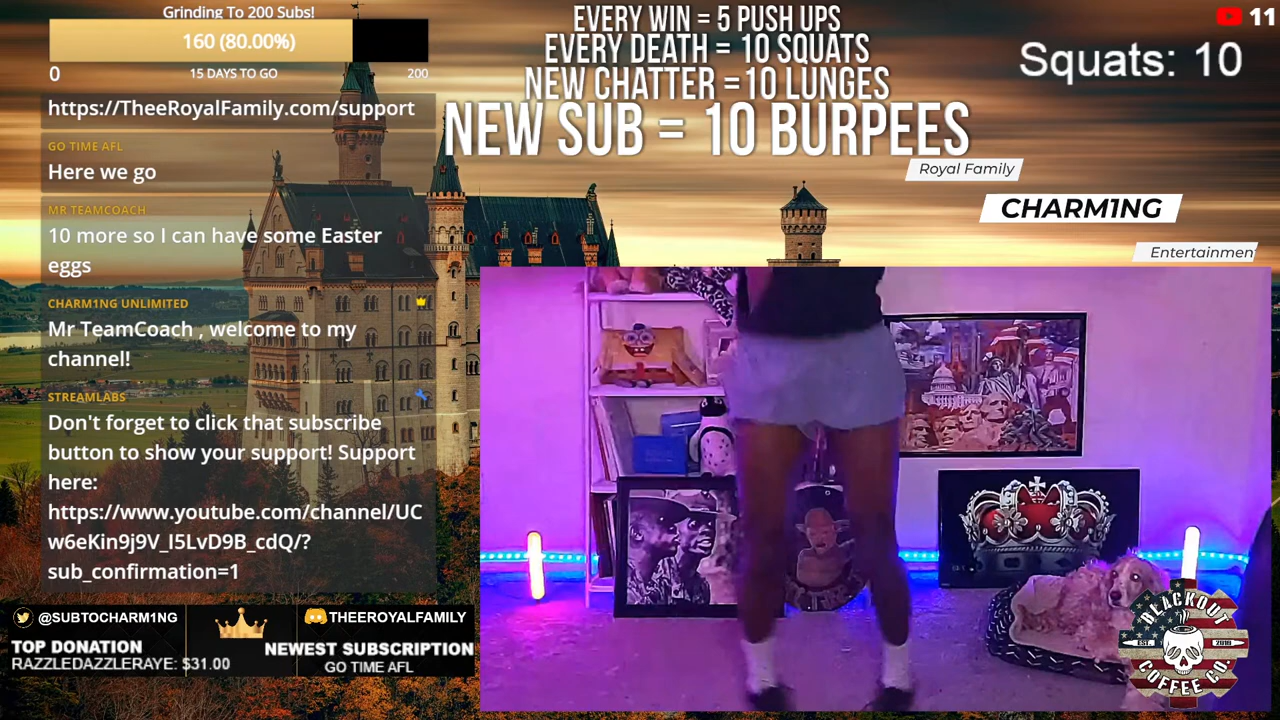 Grinding To 200 Subs!
160 (80.00%)
0
15 DAYS TO GO
200
https://TheeRoyalFamily.com/support
GO TIME AFL
Here we go
MR TEAMCOACH
10 more so I can have some Easter
eggs
CHARM1NG UNLIMITED
Mr TeamCoach , welcome to my
channel!
STREAMLABS
Don't forget to click that subscribe
button to show your support! Support
here:
https://www.youtube.com/channel/UC
w6eKin9j9V_I5LvD9B_cdQ/?
sub_confirmation=1
@SUBTOCHARM1NG
THEEROYALFAMILY
TOP DONATION
RAZZLEDAZZLERAYE: $31.00
NEWEST SUBSCRIPTION
GO TIME AFL
EVERY WIN = 5 PUSH UPS
EVERY DEATH = 10 SQUATS
NEW CHATTER =10 LUNGES
NEW SUB = 10 BURPEES
11
Squats: 10
Royal Family
CHARM1NG
Entertainmen
BLACKOUT
EST. 2018
COFFEE CO.